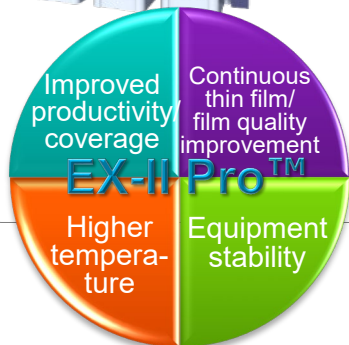 Improved
productivity/
coverage
Continuous
thin film/
film quality
improvement
EX-II Pro™
Higher
tempera-
ture
Equipment
stability